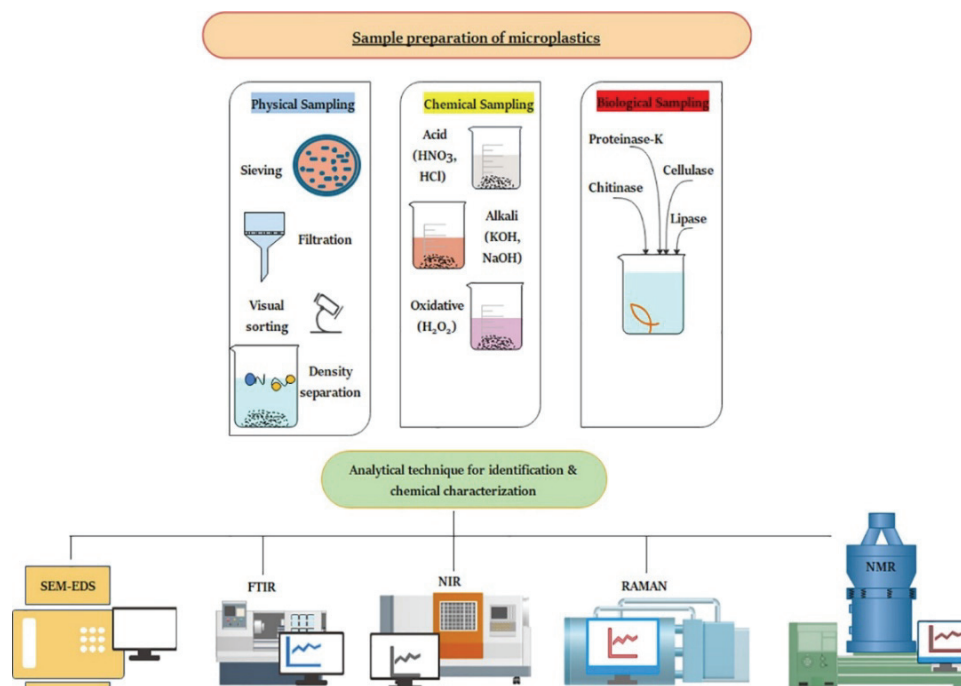 Sample preparation of microplastics
Physical Sampling
Sieving
Filtration
Visual
sorting
Density
separation
Chemical Sampling
Acid
(HNO3,
HCl)
Alkali
(KOH,
NaOH)
Oxidative
(H₂O₂)
Biological Sampling
Proteinase-K
Cellulase
Chitinase
Lipase
Analytical technique for identification &
chemical characterization
SEM-EDS
FTIR
NIR
RAMAN
NMR